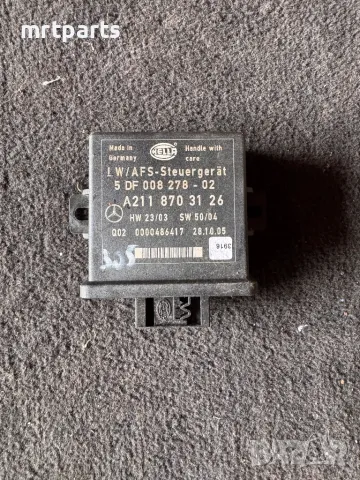 mrtparts
Made in Germany
HELLA
Handle with care
LW/AFS-Steuergerät
5 DF 008 278 - 02
A211 870 31 26
HW 23/03 SW 50/04
Q02 0000486417 28.10.05
3916
305
bazar